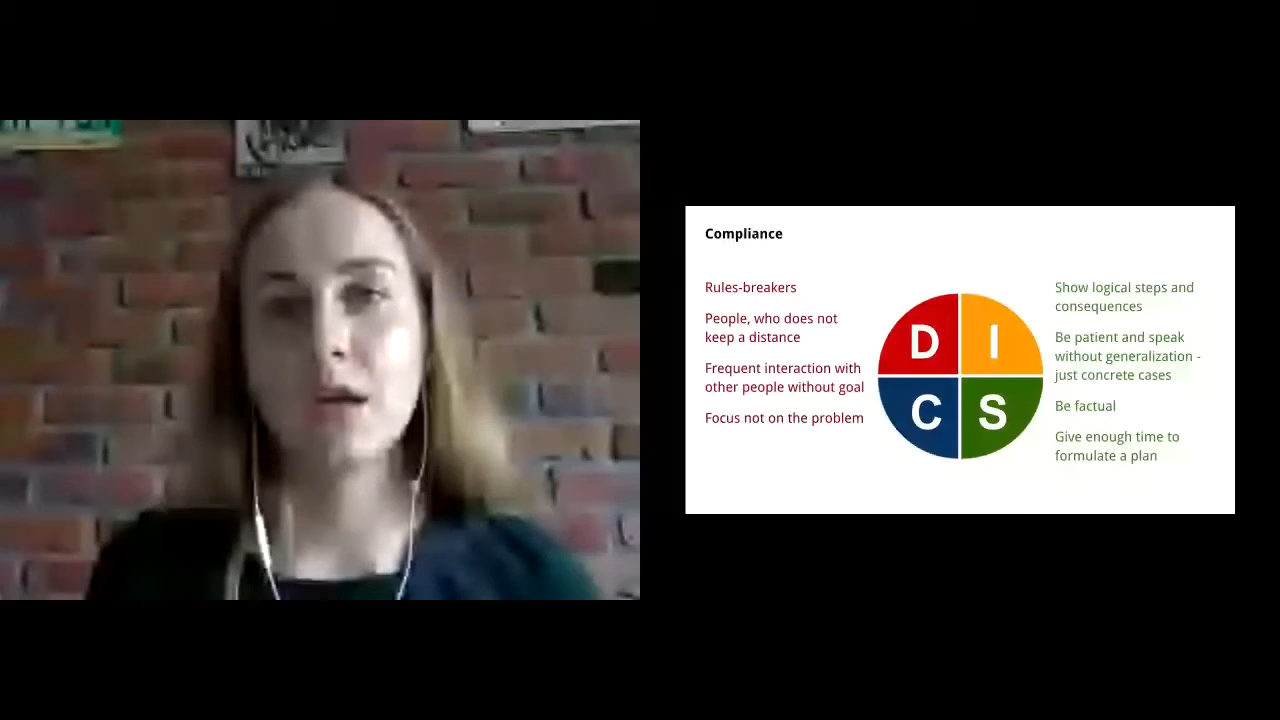 Compliance
Rules-breakers
People, who does not
keep a distance
Frequent interaction with
other people without goal
Focus not on the problem
D
I
C
S
Show logical steps and
consequences
Be patient and speak
without generalization -
just concrete cases
Be factual
Give enough time to
formulate a plan